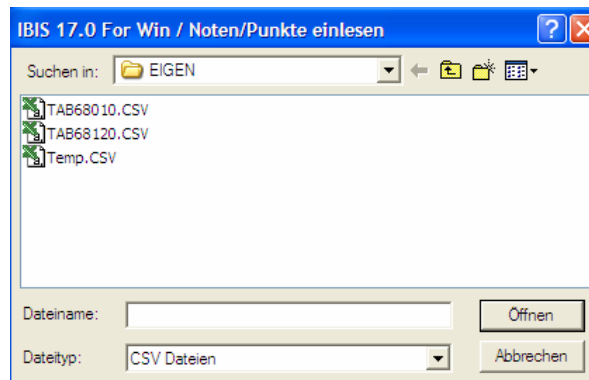 IBIS 17.0 For Win / Noten/Punkte einlesen
Suchen in: EIGEN
TAB68010.CSV
TAB68120.CSV
Temp.CSV
Dateiname: Öffnen
Dateityp: CSV Dateien Abbrechen